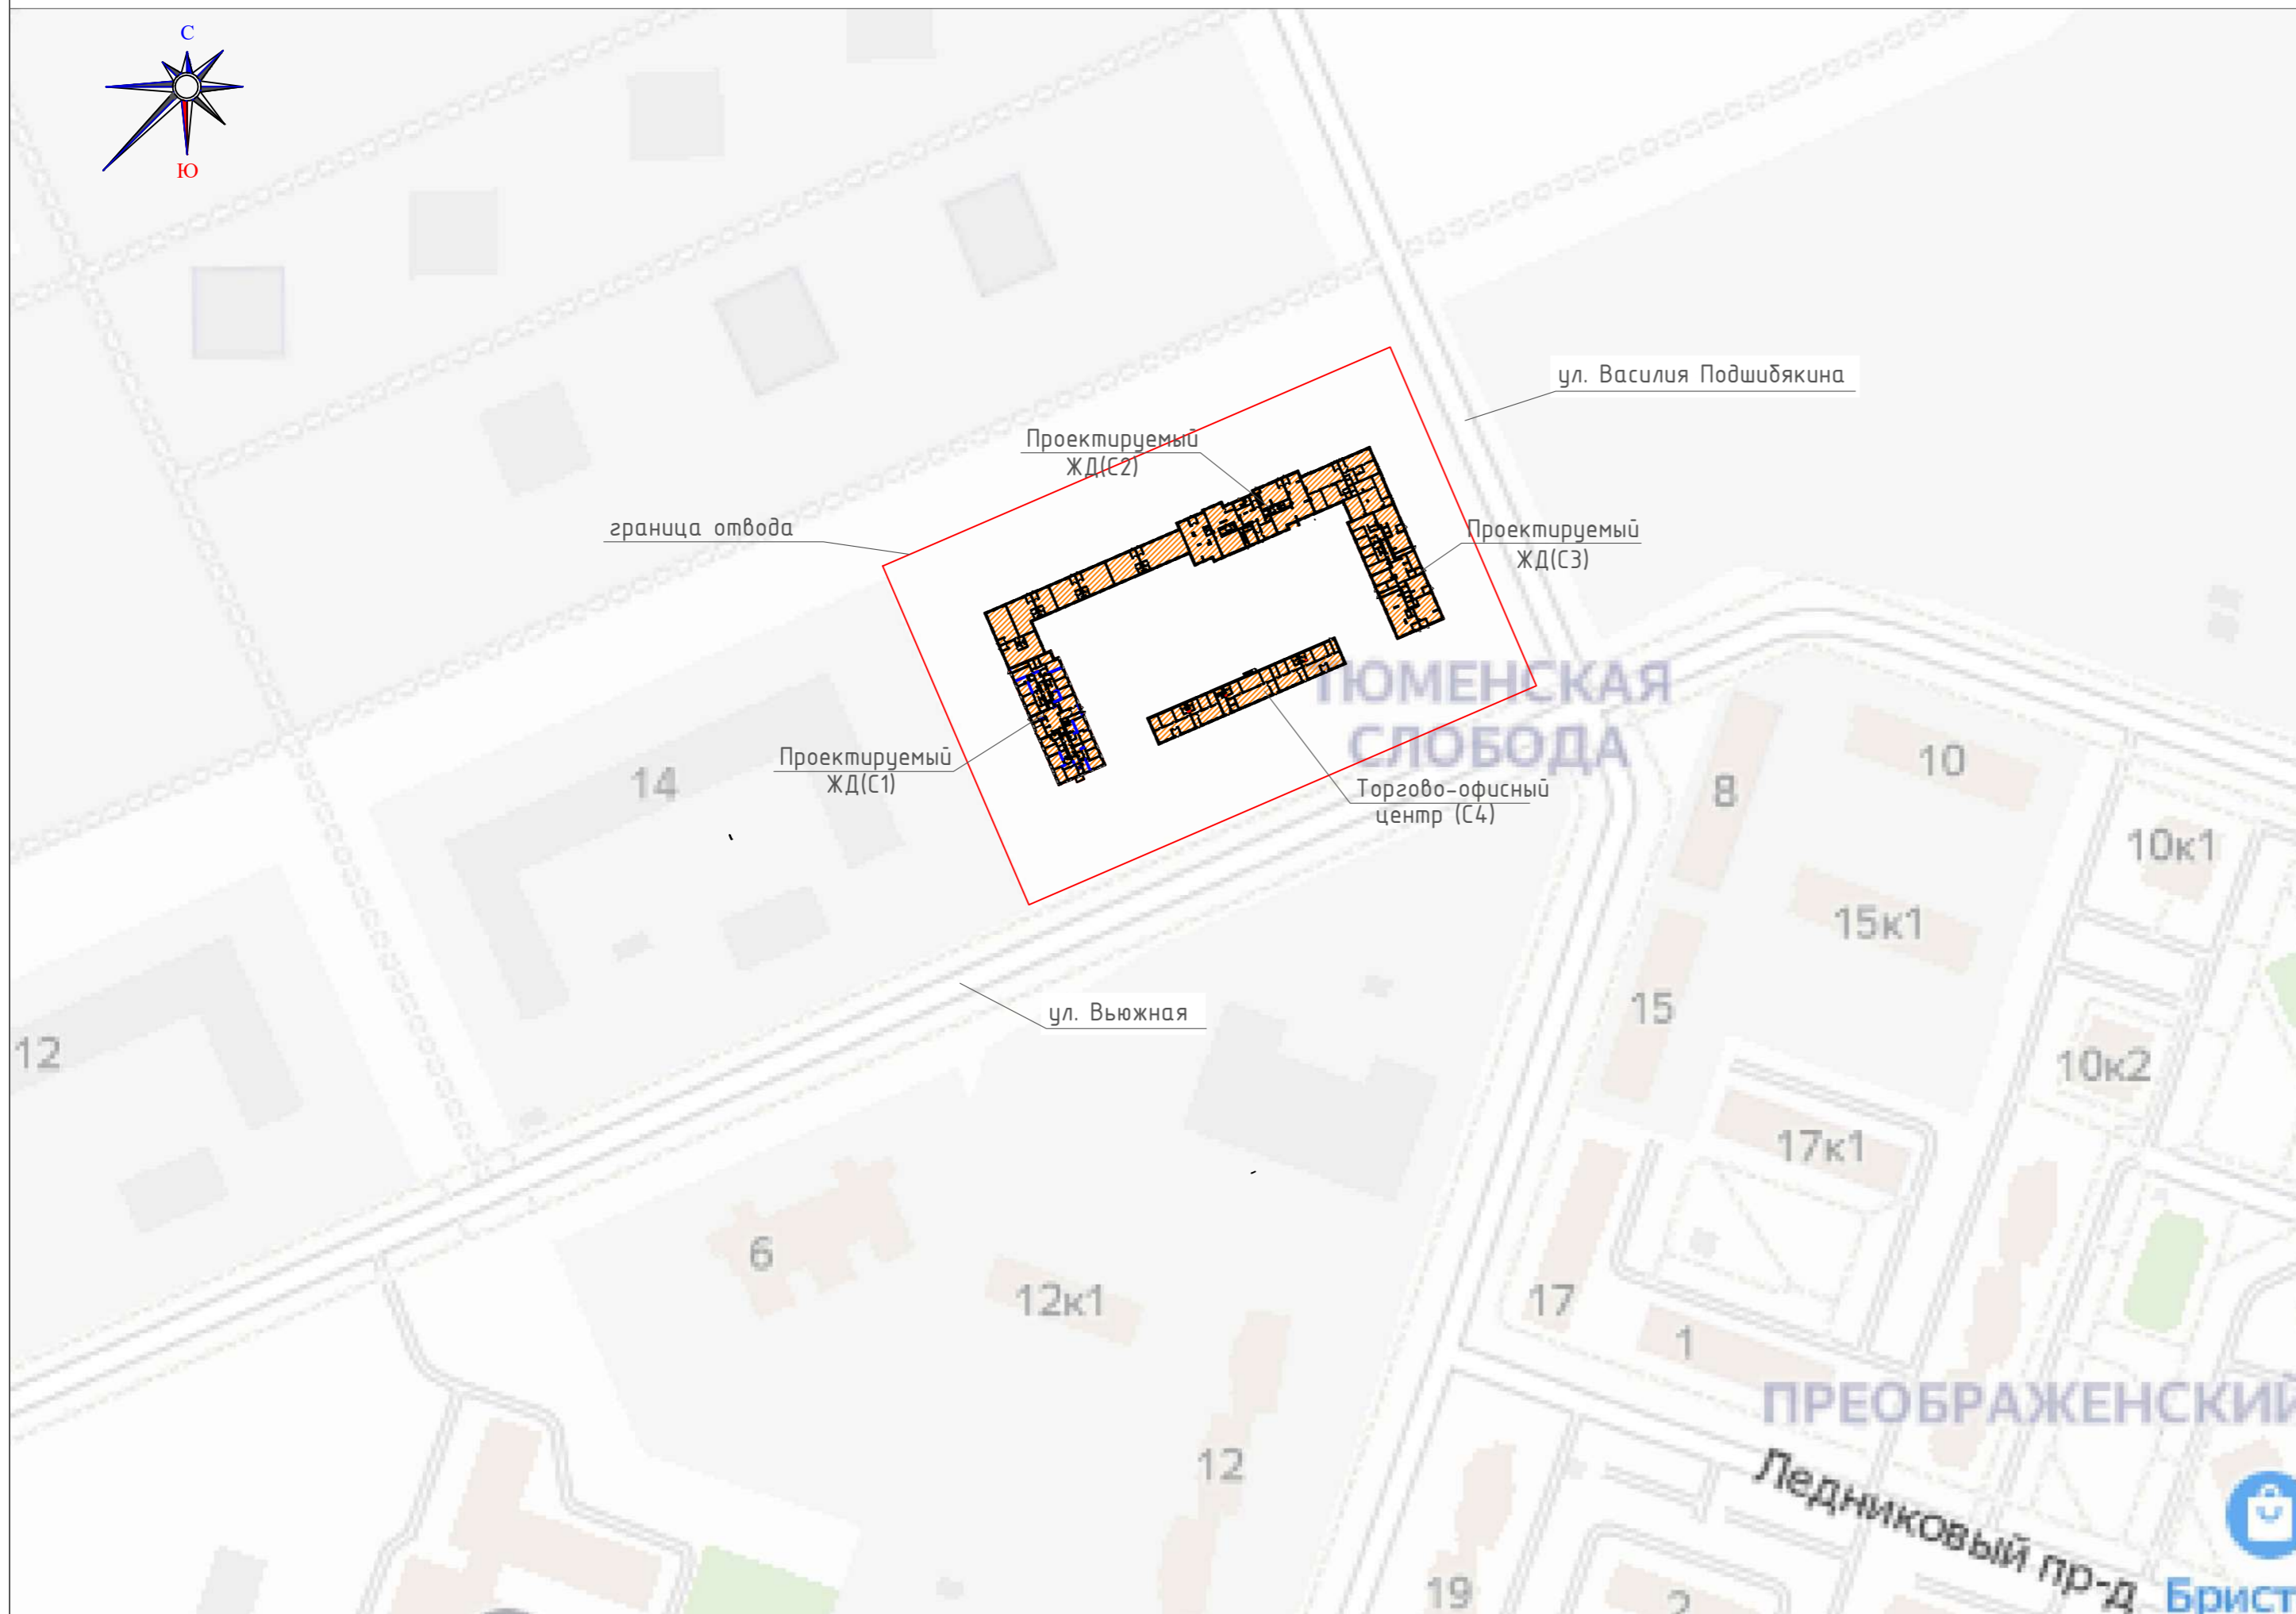 С
Ю
ул. Василия Подшибякина
Проектируемый
ЖД(С2)
граница отвода
Проектируемый
ЖД(С3)
ТЮМЕНСКАЯ
СЛОБОДА
Проектируемый
ЖД(С1)
Торгово-офисный
центр (С4)
14
8
10
10к1
15к1
15
ул. Вьюжная
12
10к2
17к1
6
12к1
17
1
ПРЕОБРАЖЕНСКИЙ
12
Ледниковый пр-д
19
2
Брист